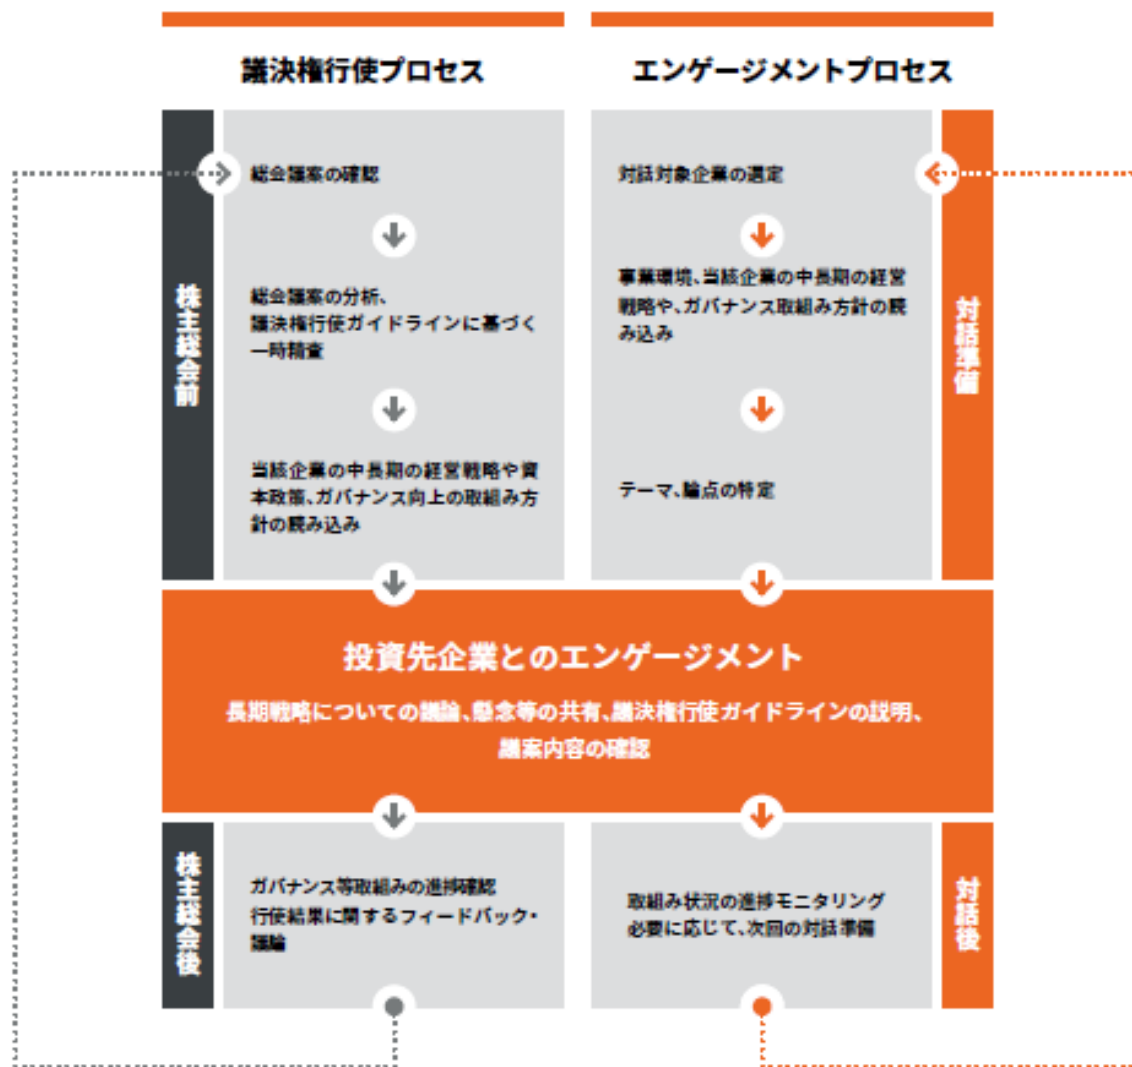 議決権行使プロセス
株主総会前
総会議案の確認
総会議案の分析、
議決権行使ガイドラインに基づく
一時精査
当該企業の中長期の経営戦略や資
本政策、ガバナンス向上の取組み方
針の読み込み
エンゲージメントプロセス
対話準備
対話対象企業の選定
事業環境、当該企業の中長期の経営
戦略や、ガバナンス取組み方針の読
み込み
テーマ、論点の特定
投資先企業とのエンゲージメント
長期戦略についての議論、懸念等の共有、議決権行使ガイドラインの説明、
議案内容の確認
株主総会後
ガバナンス等取組みの進捗確認
行使結果に関するフィードバック・
議論
対話後
取組み状況の進捗モニタリング
必要に応じて、次回の対話準備